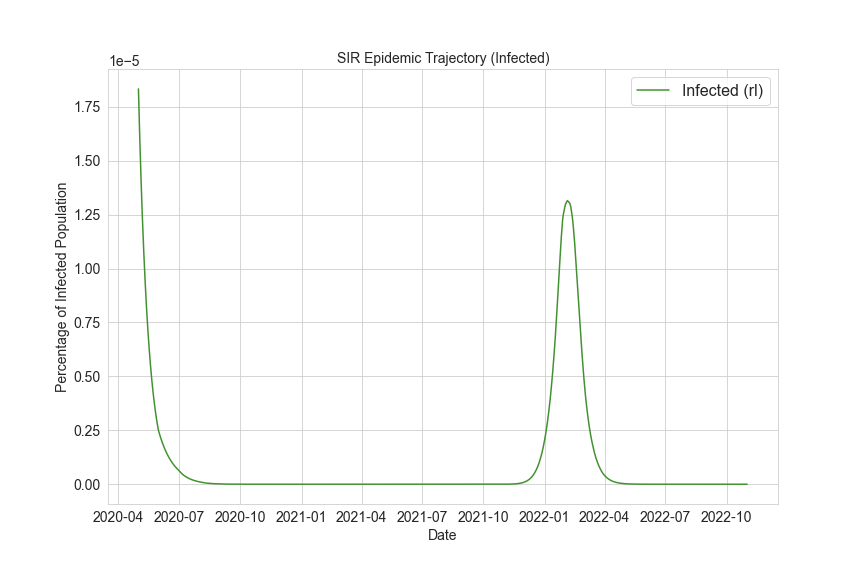 SIR Epidemic Trajectory (Infected)
1e−5
Infected (rI)
1.75
1.50
1.25
1.00
0.75
0.50
0.25
0.00
Percentage of Infected Population
2020-04 2020-07 2020-10 2021-01 2021-04 2021-07 2021-10 2022-01 2022-04 2022-07 2022-10
Date